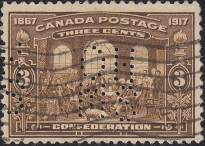 1867 CANADA POSTAGE 1917
THREE CENTS
3 3
CONFEDERATION